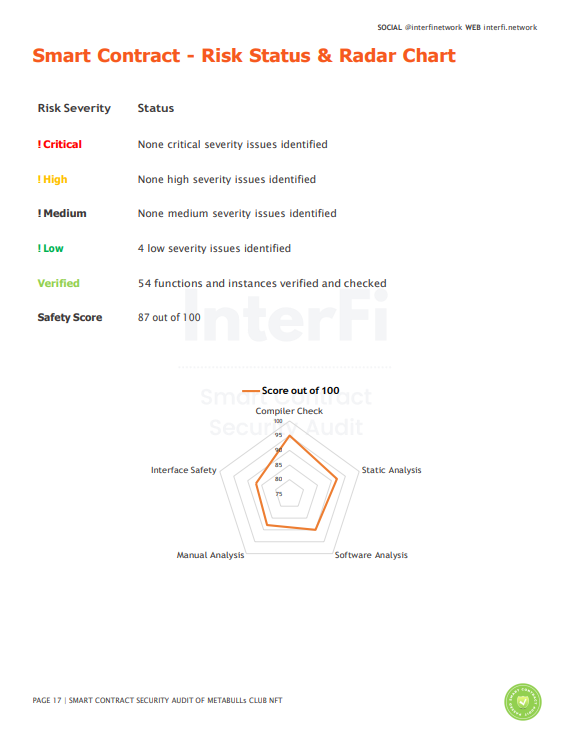 SOCIAL @interfinetwork WEB interfi.network
Smart Contract - Risk Status & Radar Chart
Risk Severity Status
! Critical None critical severity issues identified
! High None high severity issues identified
! Medium None medium severity issues identified
! Low 4 low severity issues identified
Verified 54 functions and instances verified and checked
InterFi
Safety Score 87 out of 100
Score out of 100
Smart Contract
Security Audit
Compiler Check
100
95
90
85
80
75
Interface Safety
Static Analysis
Manual Analysis
Software Analysis
PAGE 17 | SMART CONTRACT SECURITY AUDIT OF METABULLs CLUB NFT